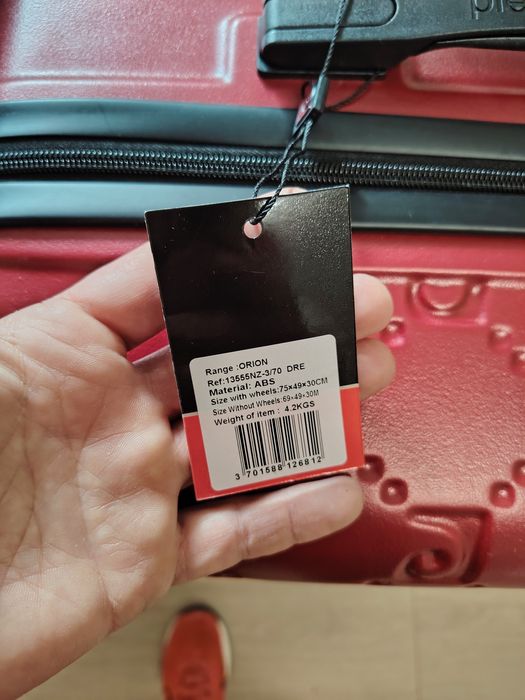 Range :ORION
Ref:13555NZ-3/70 DRE
Material: ABS
Size with wheels:75×49×30CM
Size Without Wheels:69×49×30M
Weight of item : 4.2KGS
3 701588 126812